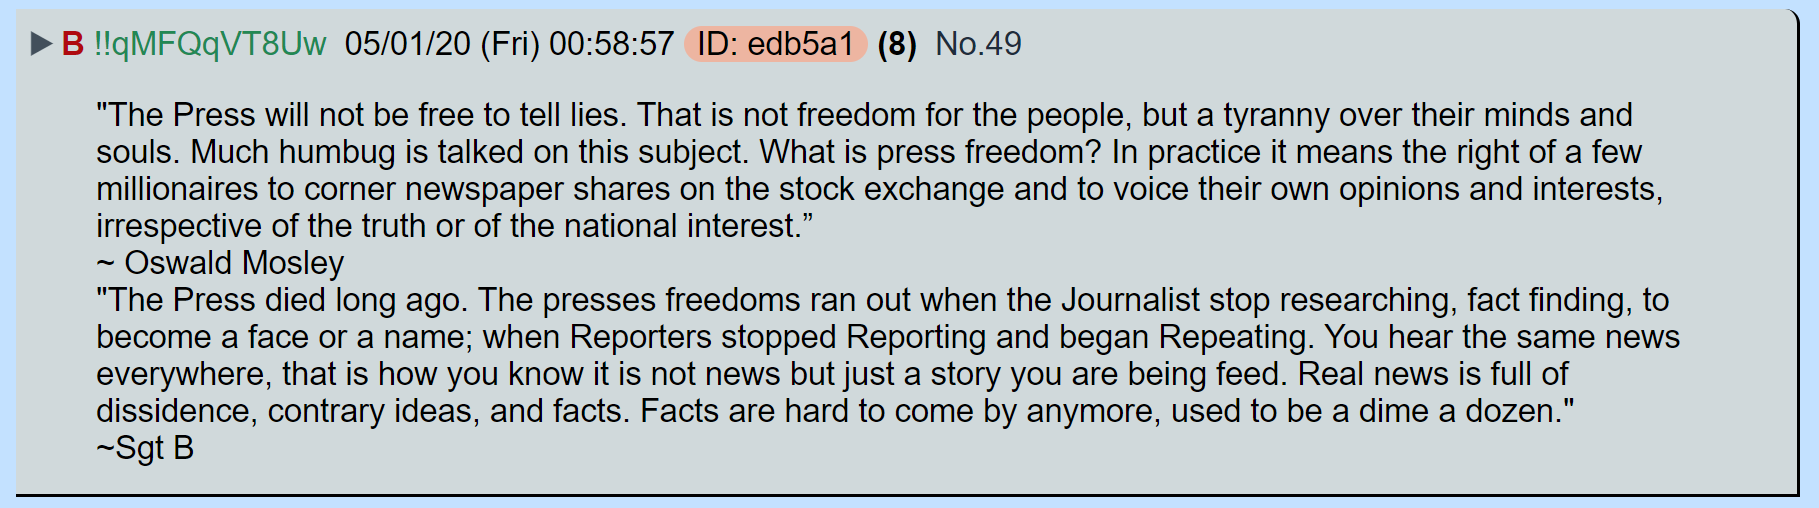 ▶ B !!qMFQqVT8Uw 05/01/20 (Fri) 00:58:57 ID: edb5a1 (8) No.49
"The Press will not be free to tell lies. That is not freedom for the people, but a tyranny over their minds and
souls. Much humbug is talked on this subject. What is press freedom? In practice it means the right of a few
millionaires to corner newspaper shares on the stock exchange and to voice their own opinions and interests,
irrespective of the truth or of the national interest.”
~ Oswald Mosley
"The Press died long ago. The presses freedoms ran out when the Journalist stop researching, fact finding, to
become a face or a name; when Reporters stopped Reporting and began Repeating. You hear the same news
everywhere, that is how you know it is not news but just a story you are being feed. Real news is full of
dissidence, contrary ideas, and facts. Facts are hard to come by anymore, used to be a dime a dozen."
~Sgt B